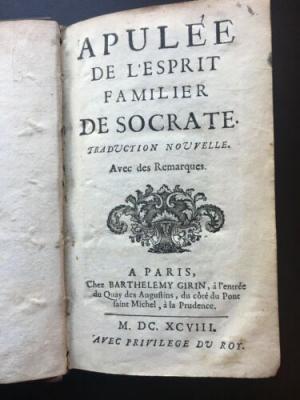 APULÉE
DE L'ESPRIT
FAMILIER
DE SOCRATE.
TRADUCTION NOUVELLE.
Avec des Remarques.
A PARIS,
Chez BARTHELEMY GIRIN, à l'entrée
du Quay des Augustins, du côté du Pont
saint Michel, à la Prudence.
M. DC. XCVIII.
AVEC PRIVILEGE DU ROY.